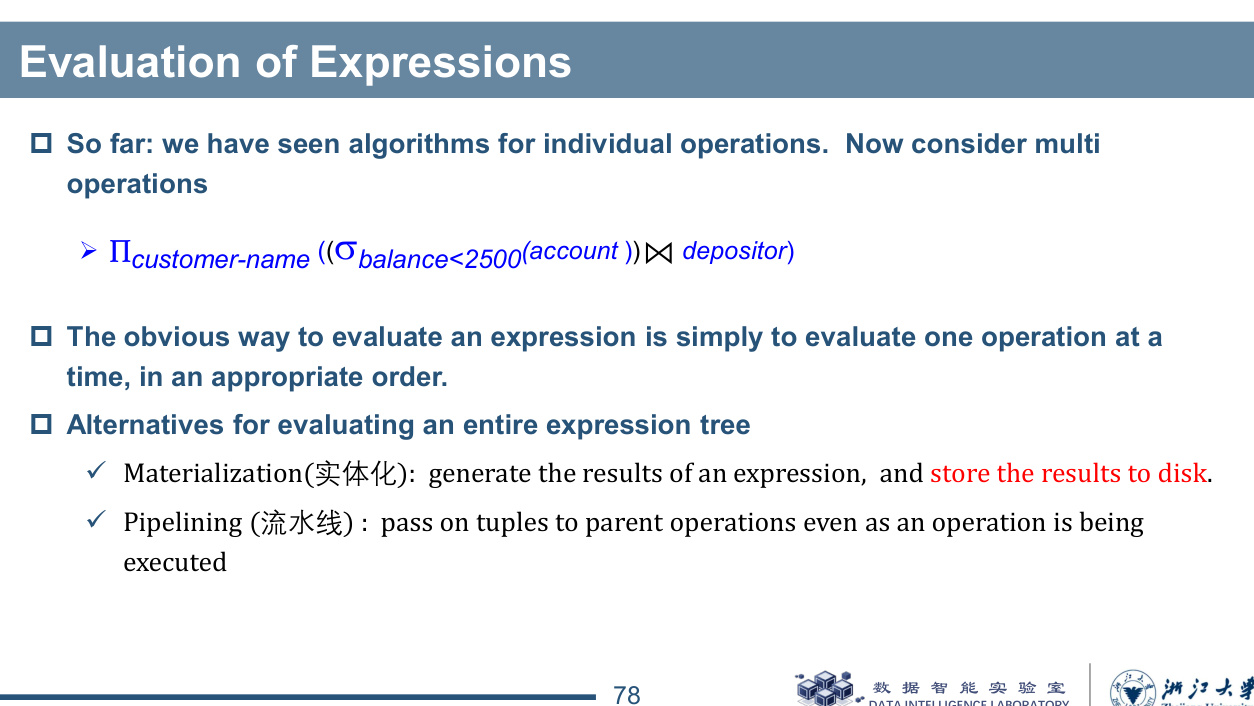 Evaluation of Expressions
So far: we have seen algorithms for individual operations. Now consider multi
operations
∏customer-name ((σbalance<2500(account ))⋈ depositor)
The obvious way to evaluate an expression is simply to evaluate one operation at a
time, in an appropriate order.
Alternatives for evaluating an entire expression tree
Materialization(实体化): generate the results of an expression, and store the results to disk.
Pipelining (流水线) : pass on tuples to parent operations even as an operation is being
executed
78
数据智能实验室
DATA INTELLIGENCE LABORATORY
浙江大学
Zhejiang University